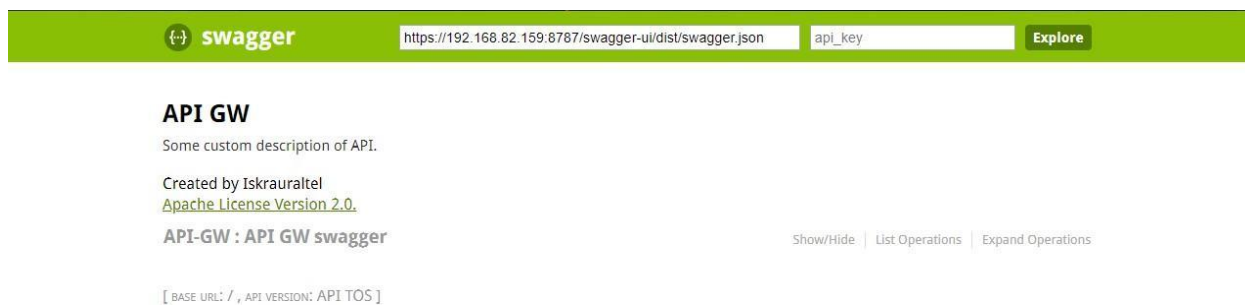 {···} swagger https://192.168.82.159:8787/swagger-ui/dist/swagger.json api_key Explore
API GW
Some custom description of API.
Created by Iskrauraltel
Apache License Version 2.0.
API-GW : API GW swagger Show/Hide List Operations Expand Operations
[ BASE URL: / , API VERSION: API TOS ]